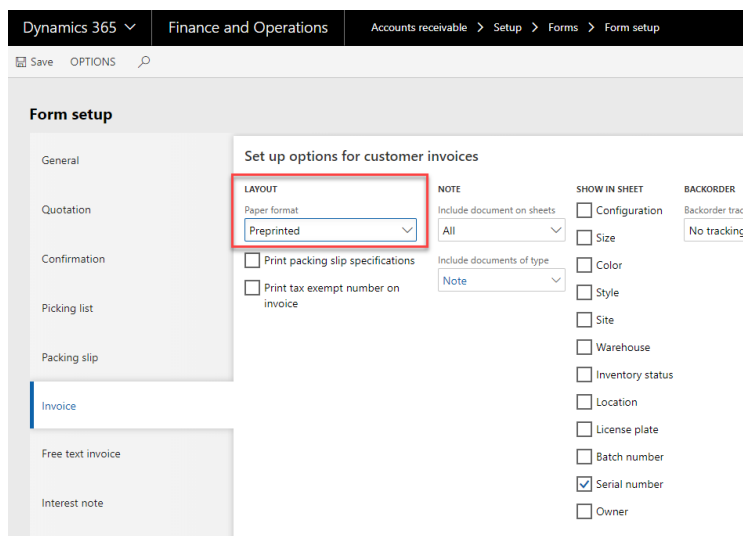 Dynamics 365
Finance and Operations
Accounts receivable > Setup > Forms > Form setup
Save OPTIONS
Form setup
General
Quotation
Confirmation
Picking list
Packing slip
Invoice
Free text invoice
Interest note
Set up options for customer invoices
LAYOUT
Paper format
Preprinted
Print packing slip specifications
Print tax exempt number on
invoice
NOTE
Include document on sheets
All
Include documents of type
Note
SHOW IN SHEET
Configuration
Size
Color
Style
Site
Warehouse
Inventory status
Location
License plate
Batch number
Serial number
Owner
BACKORDER
Backorder trac
No tracking